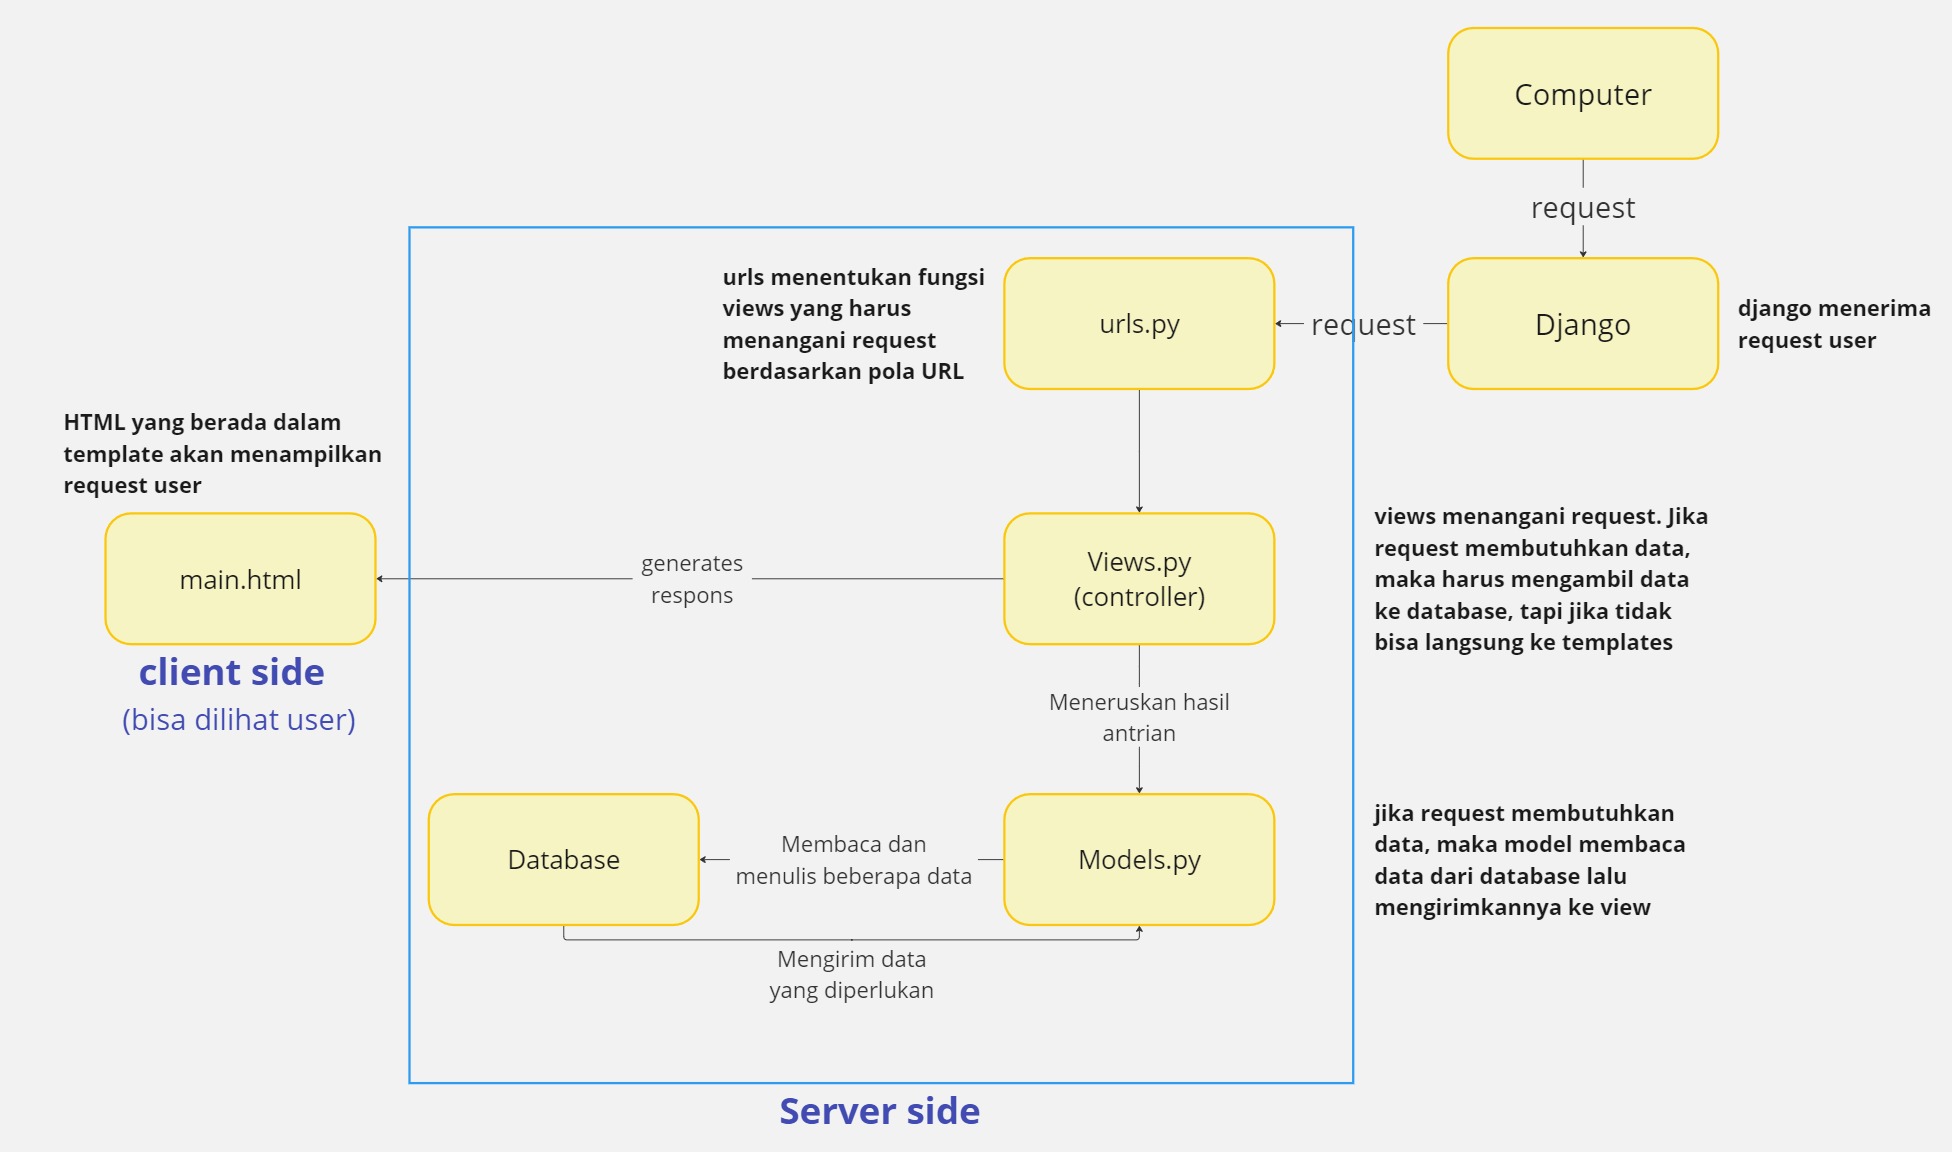 Computer
request
urls menentukan fungsi
views yang harus
menangani request
berdasarkan pola URL
urls.py
request
Django
django menerima
request user
HTML yang berada dalam
template akan menampilkan
request user
main.html
client side
(bisa dilihat user)
generates
respons
Views.py
(controller)
views menangani request. Jika
request membutuhkan data,
maka harus mengambil data
ke database, tapi jika tidak
bisa langsung ke templates
Meneruskan hasil
antrian
Database
Membaca dan
menulis beberapa data
Models.py
jika request membutuhkan
data, maka model membaca
data dari database lalu
mengirimkannya ke view
Mengirim data
yang diperlukan
Server side